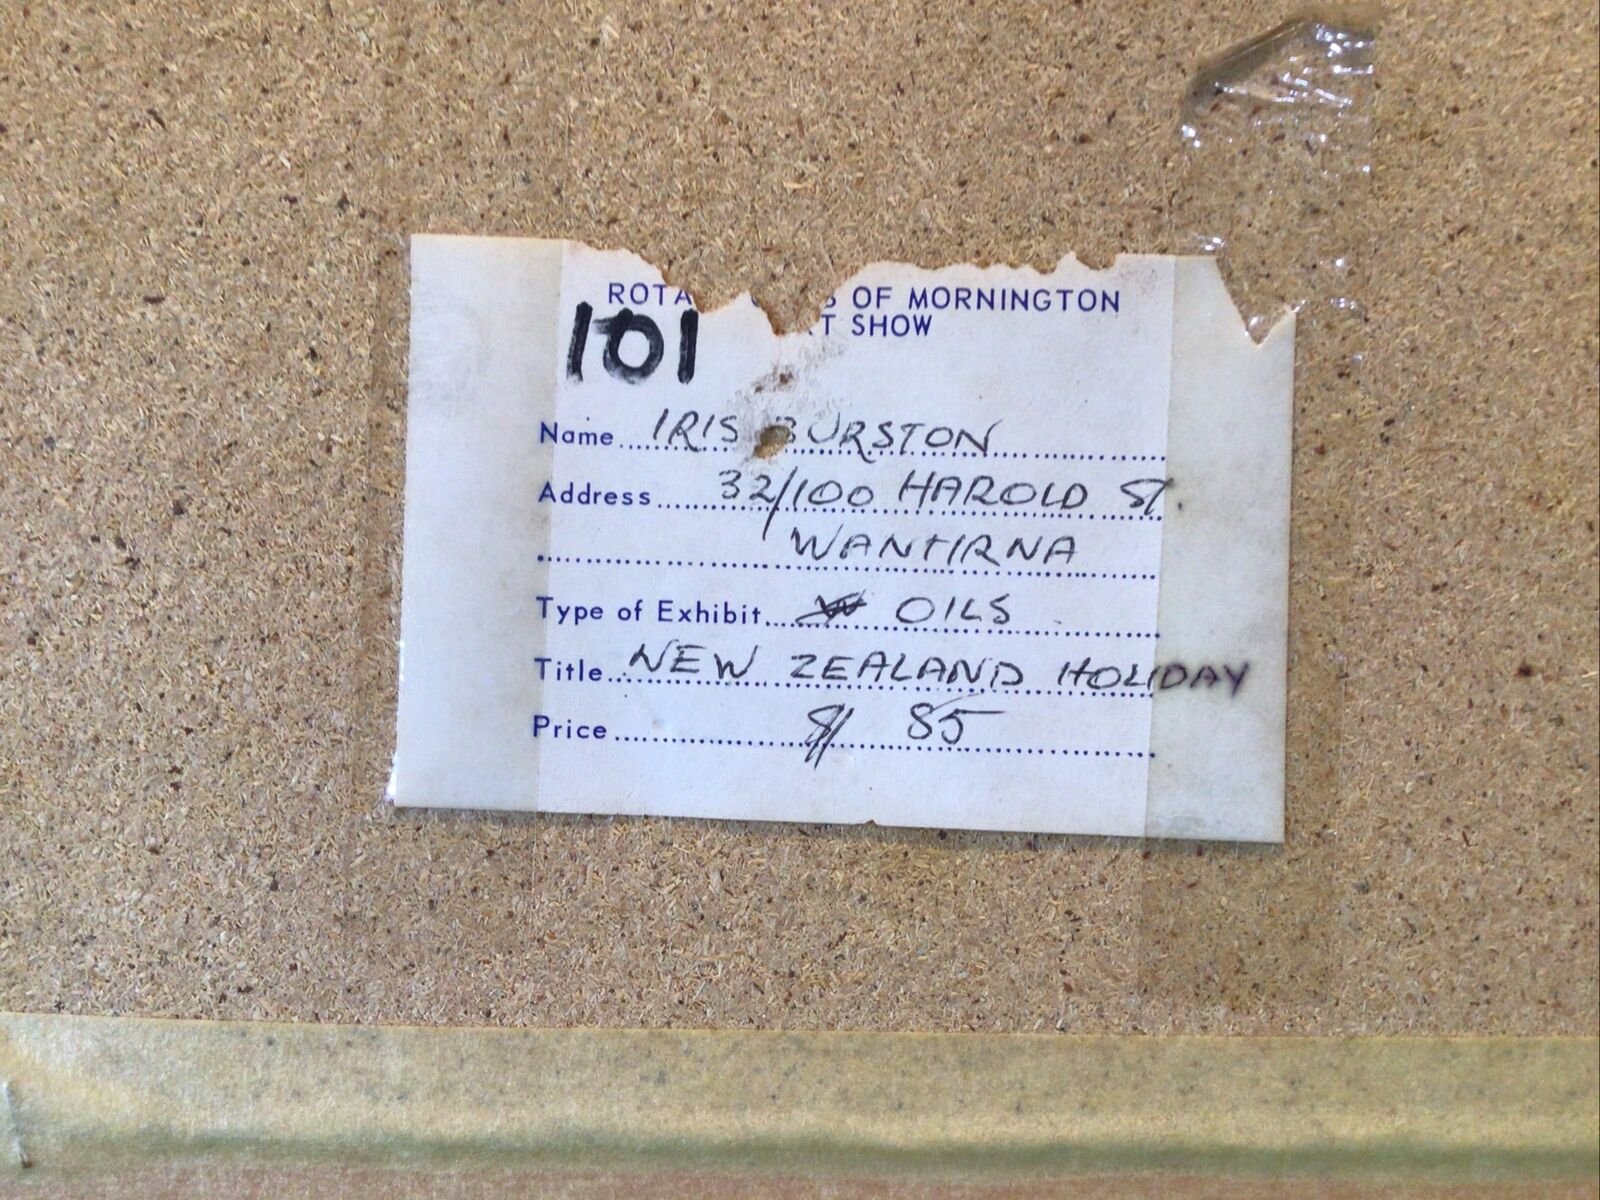 ROTA S OF MORNINGTON
T SHOW
101
Name IRIS BURSTON
Address 32/100 HAROLD St.
WANTIRNA
Type of Exhibit OILS
Title NEW ZEALAND HOLIDAY
Price $ 85